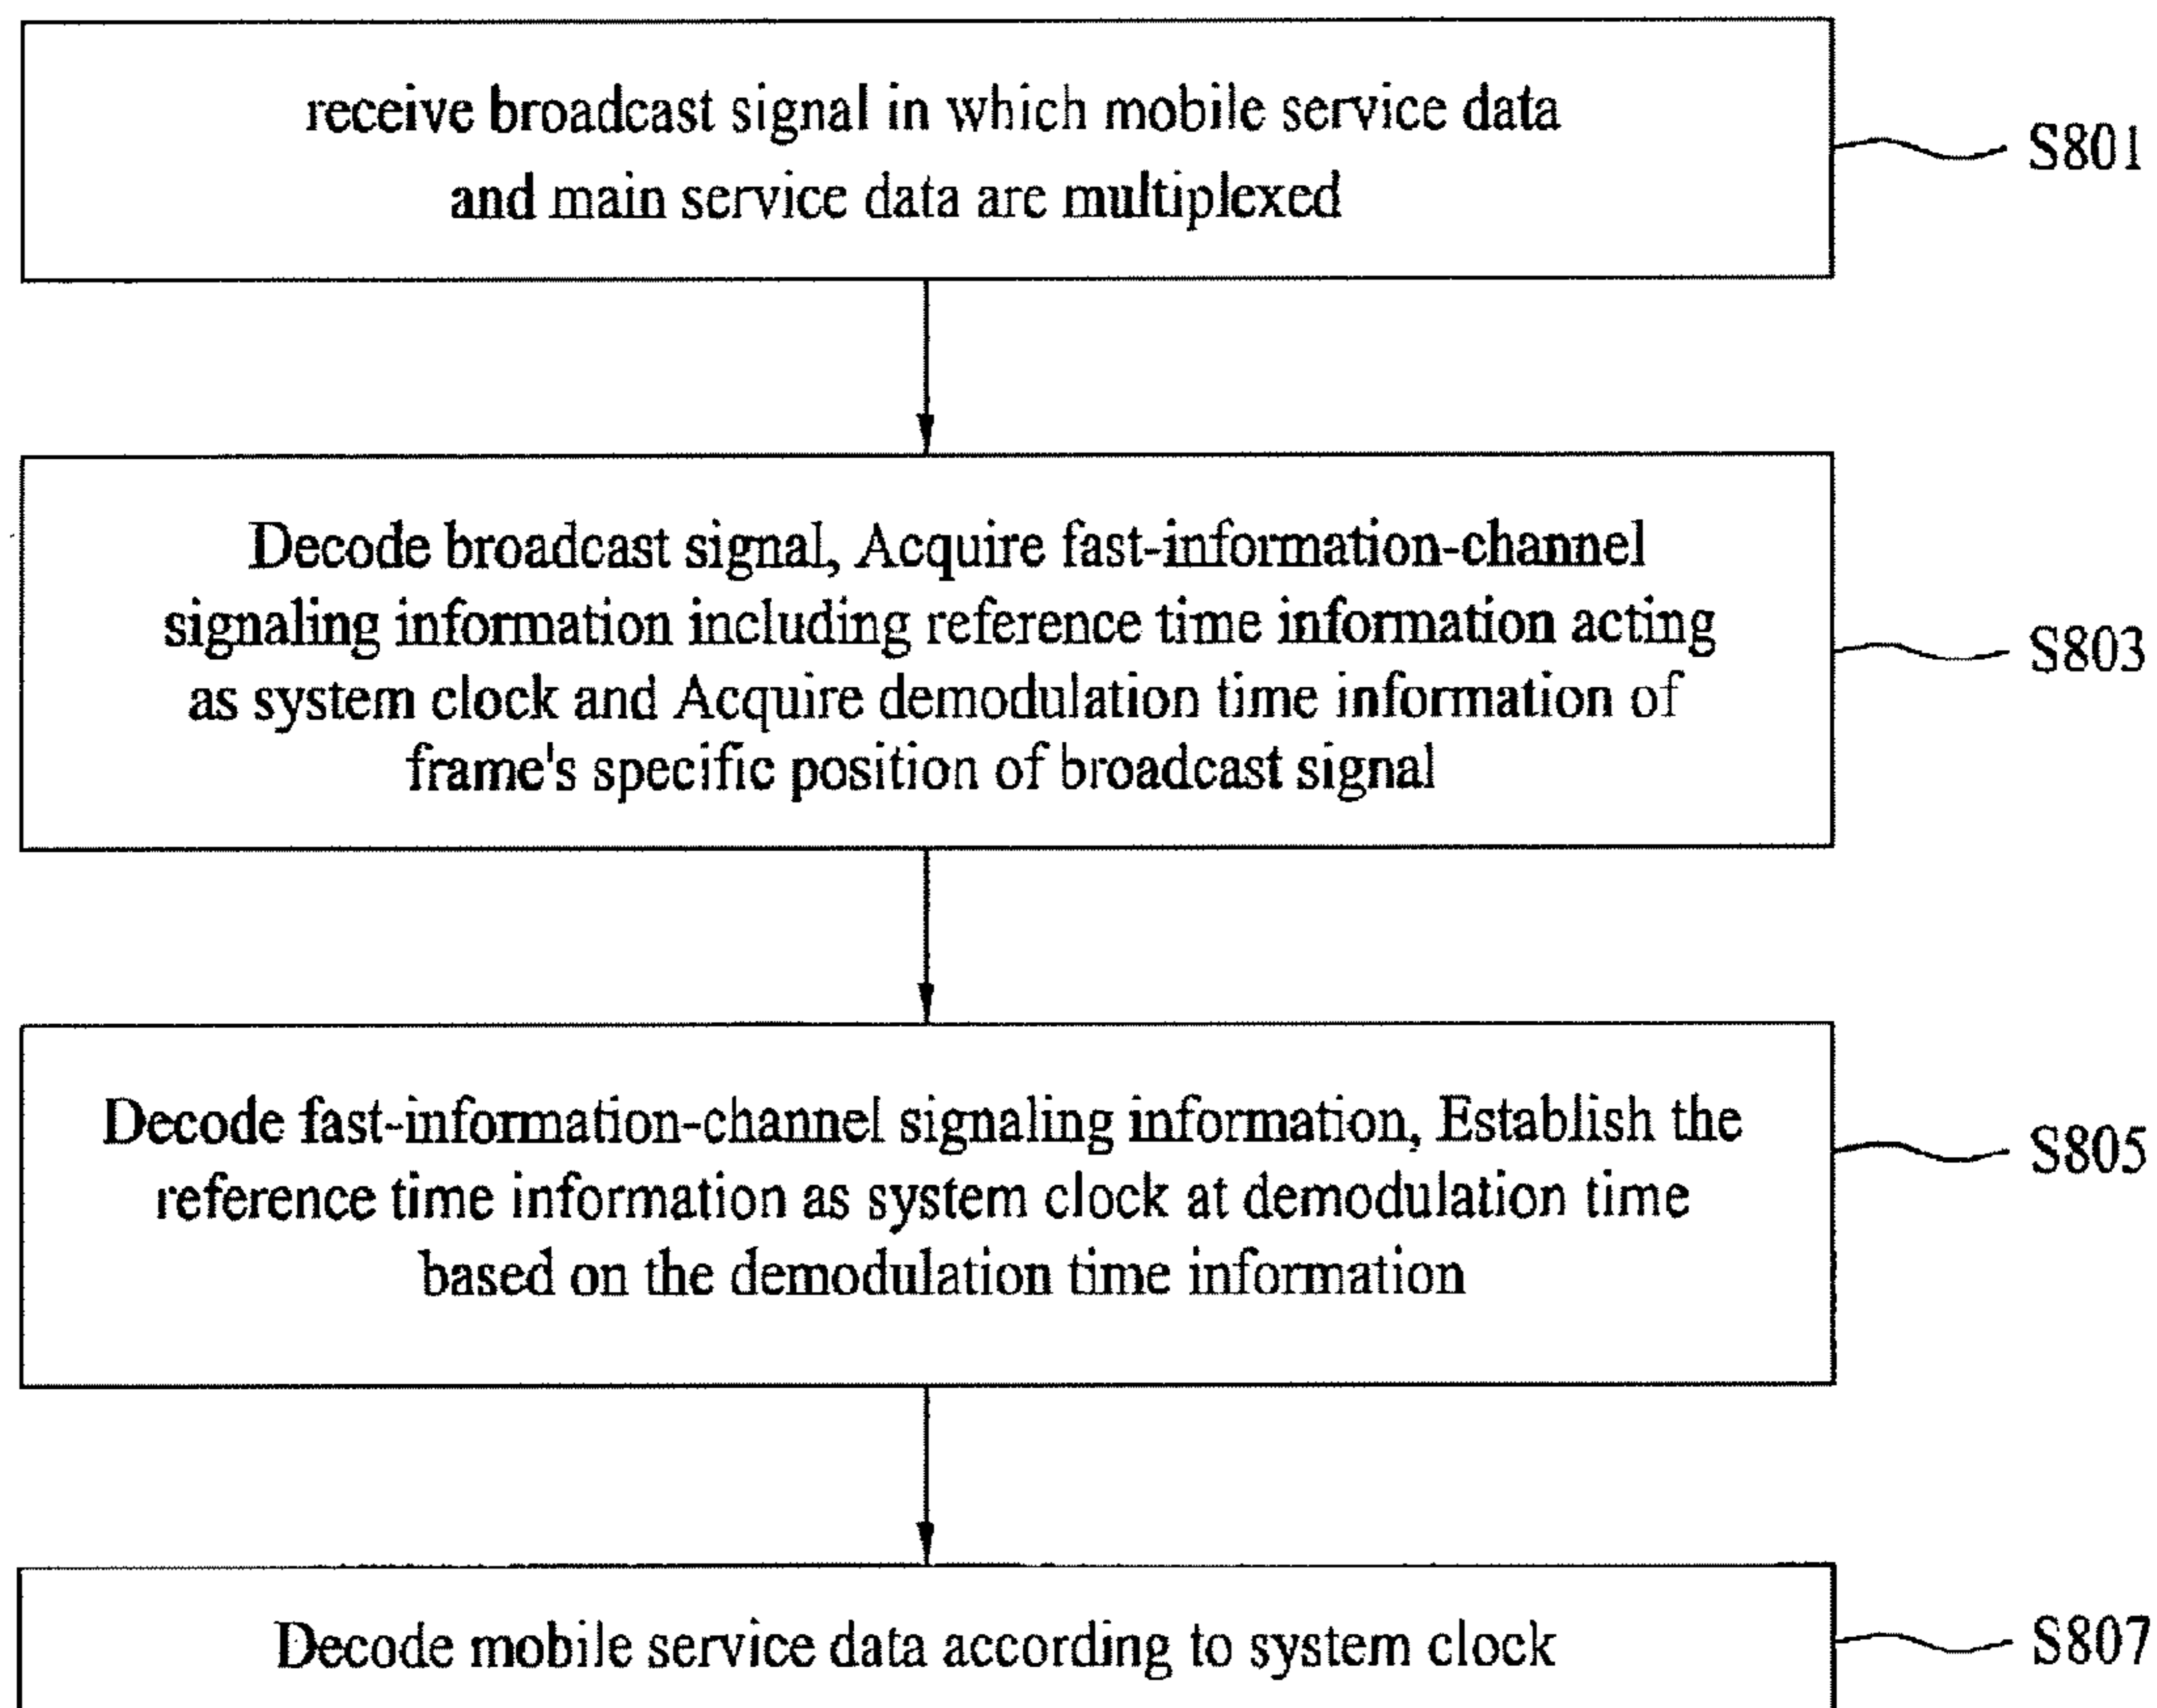 receive broadcast signal in which mobile service data
and main service data are multiplexed
S801
Decode broadcast signal, Acquire fast-information-channel
signaling information including reference time information acting
as system clock and Acquire demodulation time information of
frame's specific position of broadcast signal
S803
Decode fast-information-channel signaling information, Establish the
reference time information as system clock at demodulation time
based on the demodulation time information
S805
Decode mobile service data according to system clock
S807